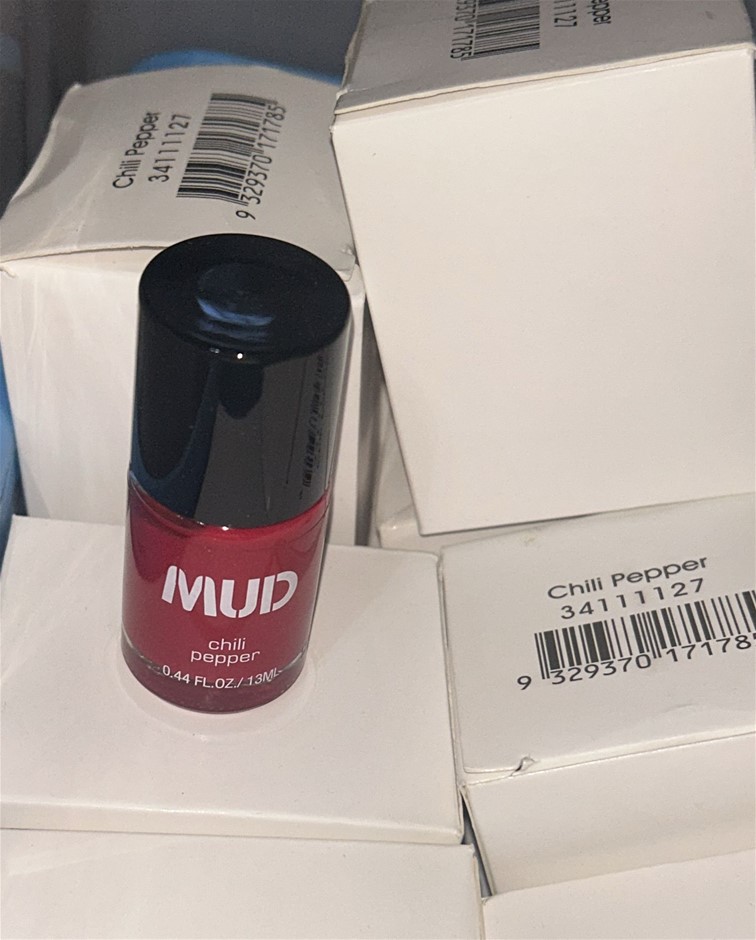 Chili Pepper
34111127
9 329370 171785
11127
MUD
chili
pepper
0.44 FL.OZ./ 13ML
Chili Pepper
34111127
9 329370 17178